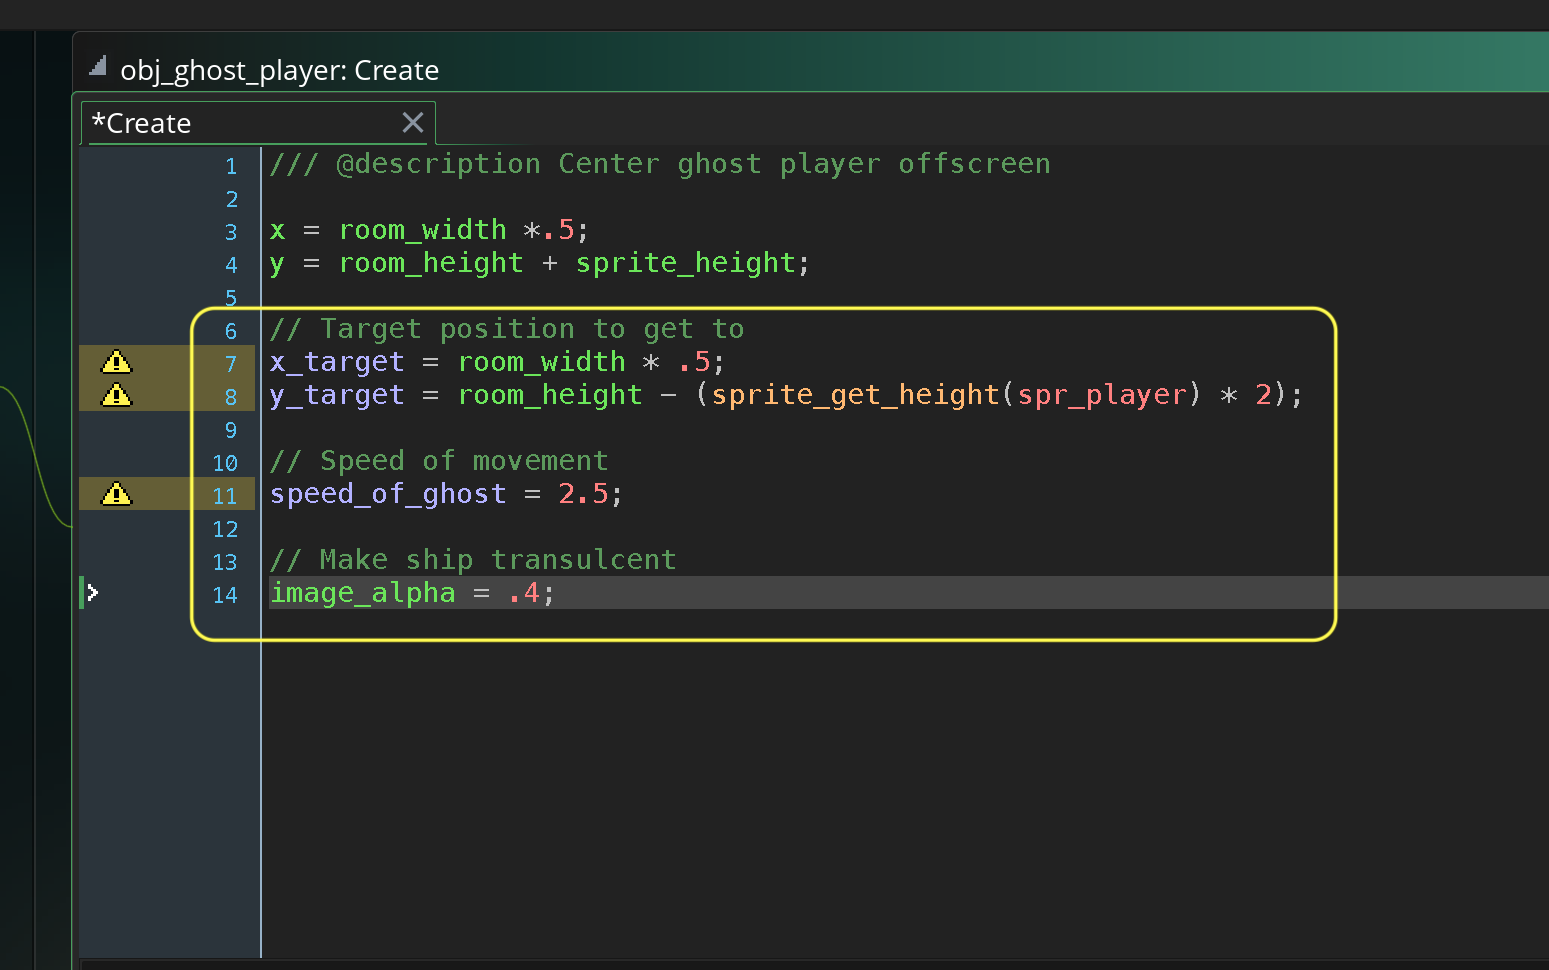 obj_ghost_player: Create
*Create
1 /// @description Center ghost player offscreen
2
3 x = room_width *.5;
4 y = room_height + sprite_height;
5
6 // Target position to get to
7 x_target = room_width * .5;
8 y_target = room_height - (sprite_get_height(spr_player) * 2);
9
10 // Speed of movement
11 speed_of_ghost = 2.5;
12
13 // Make ship transulcent
14 image_alpha = .4;